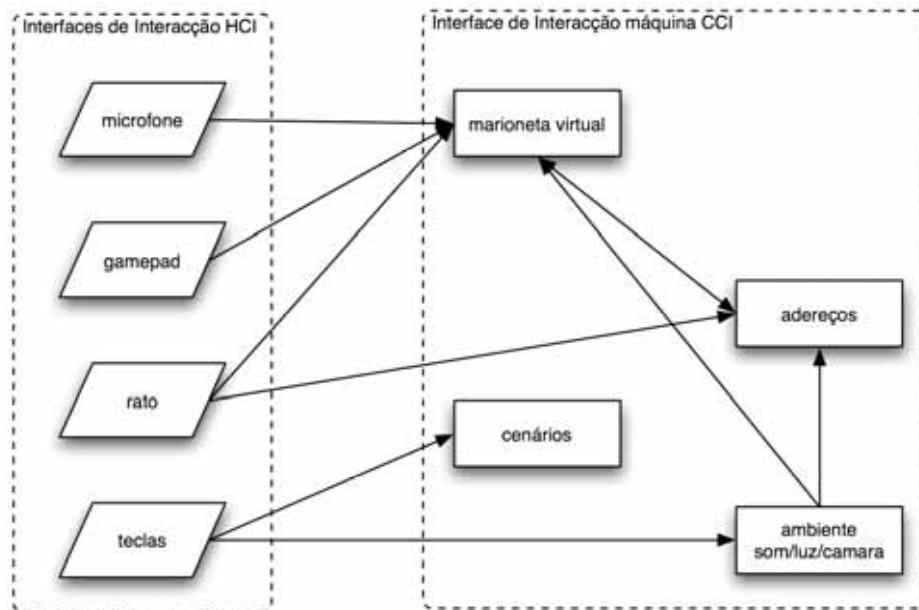 Interfaces de Interacção HCI
microfone
gamepad
rato
teclas
Interface de Interacção máquina CCI
marioneta virtual
adereços
cenários
ambiente
som/luz/camara